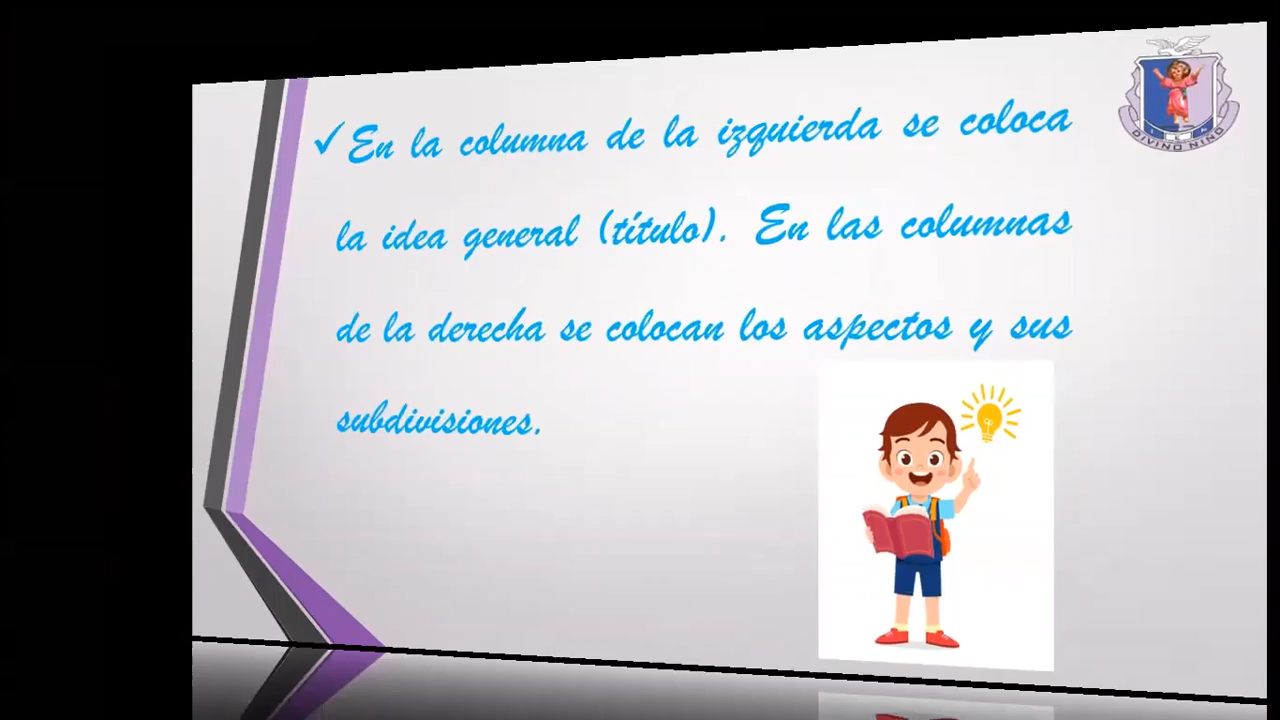 ✓ En la columna de la izquierda se coloca
la idea general (título). En las columnas
de la derecha se colocan los aspectos y sus
subdivisiones.
DIVINO NIÑO